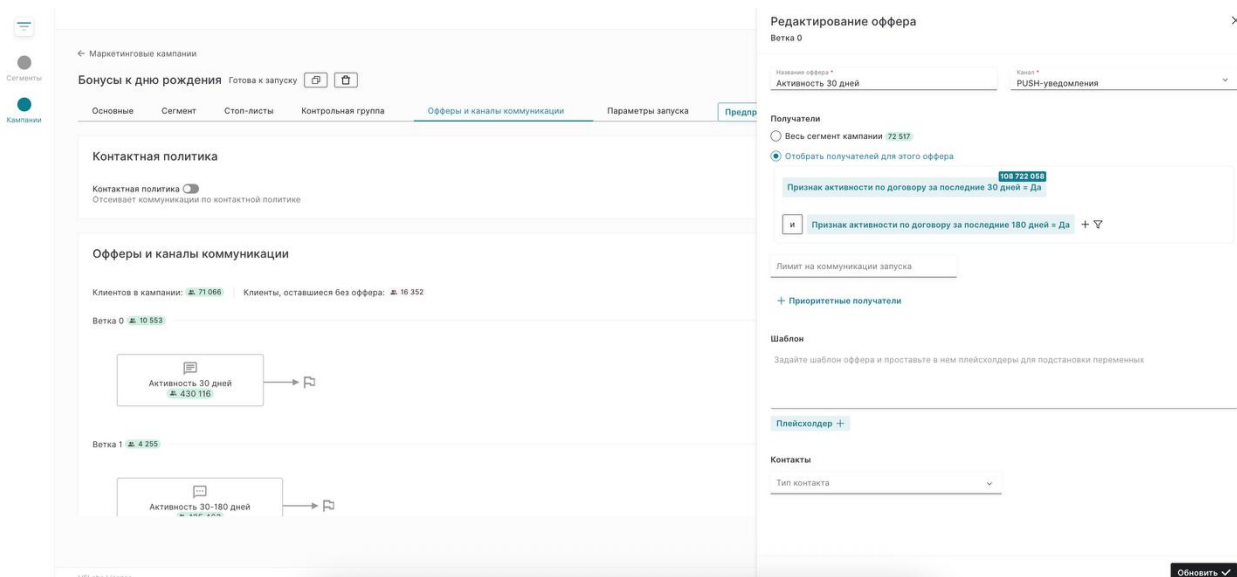 Сегменты
Кампании
← Маркетинговые кампании
Бонусы к дню рождения Готова к запуску
Основные Сегмент Стоп-листы Контрольная группа Офферы и каналы коммуникации Параметры запуска Предпр
Контактная политика
Контактная политика
Отсеивает коммуникации по контактной политике
Офферы и каналы коммуникации
Клиентов в кампании: 71 066 Клиенты, оставшиеся без оффера: 16 352
Ветка 0 10 553
Активность 30 дней
430 116
Ветка 1 4 255
Активность 30-180 дней
Редактирование оффера
Ветка 0
Название оффера * Канал *
Активность 30 дней PUSH-уведомления
Получатели
Весь сегмент кампании 72 517
Отобрать получателей для этого оффера
108 722 058
Признак активности по договору за последние 30 дней = Да
и Признак активности по договору за последние 180 дней = Да +
Лимит на коммуникации запуска
+ Приоритетные получатели
Шаблон
Задайте шаблон оффера и проставьте в нем плейсхолдеры для подстановки переменных
Плейсхолдер +
Контакты
Тип контакта
Обновить ✓